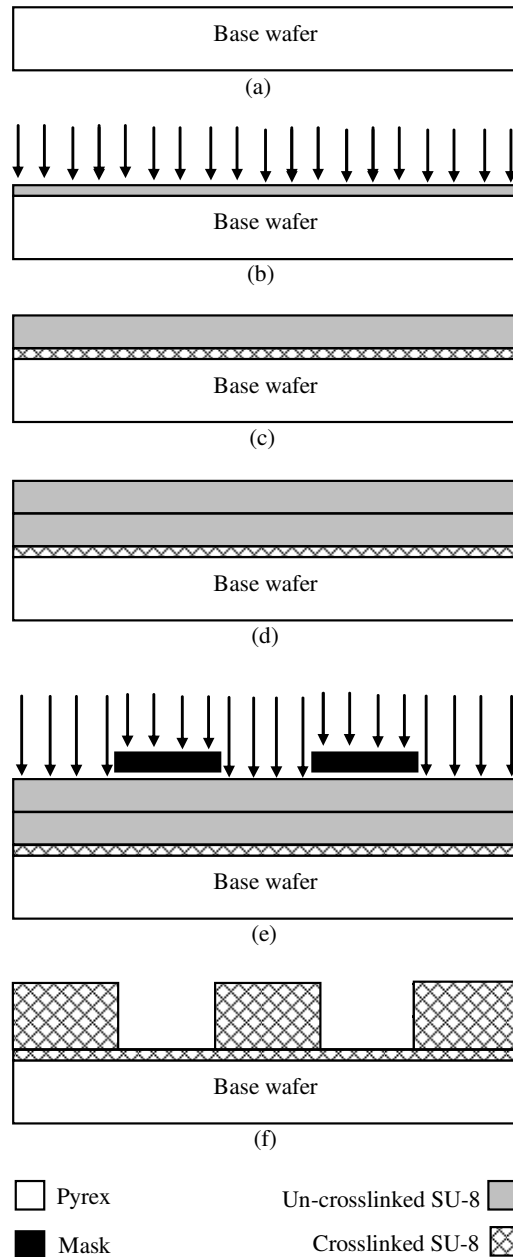 Base wafer
(a)
Base wafer
(b)
Base wafer
(c)
Base wafer
(d)
Base wafer
(e)
Base wafer
(f)
Pyrex
Un-crosslinked SU-8
Mask
Crosslinked SU-8